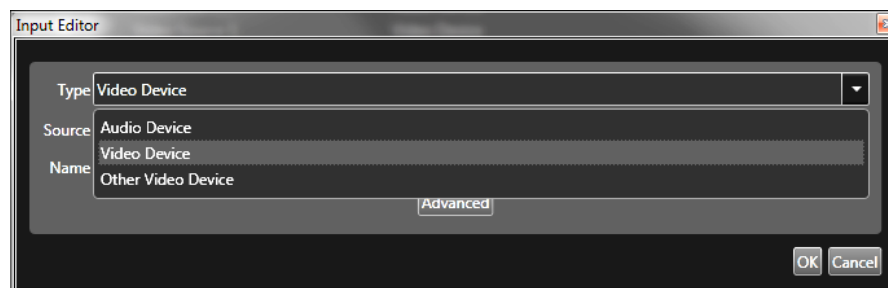 Input Editor
Type Video Device
Source Audio Device
Video Device
Name
Other Video Device
Advanced
OK Cancel